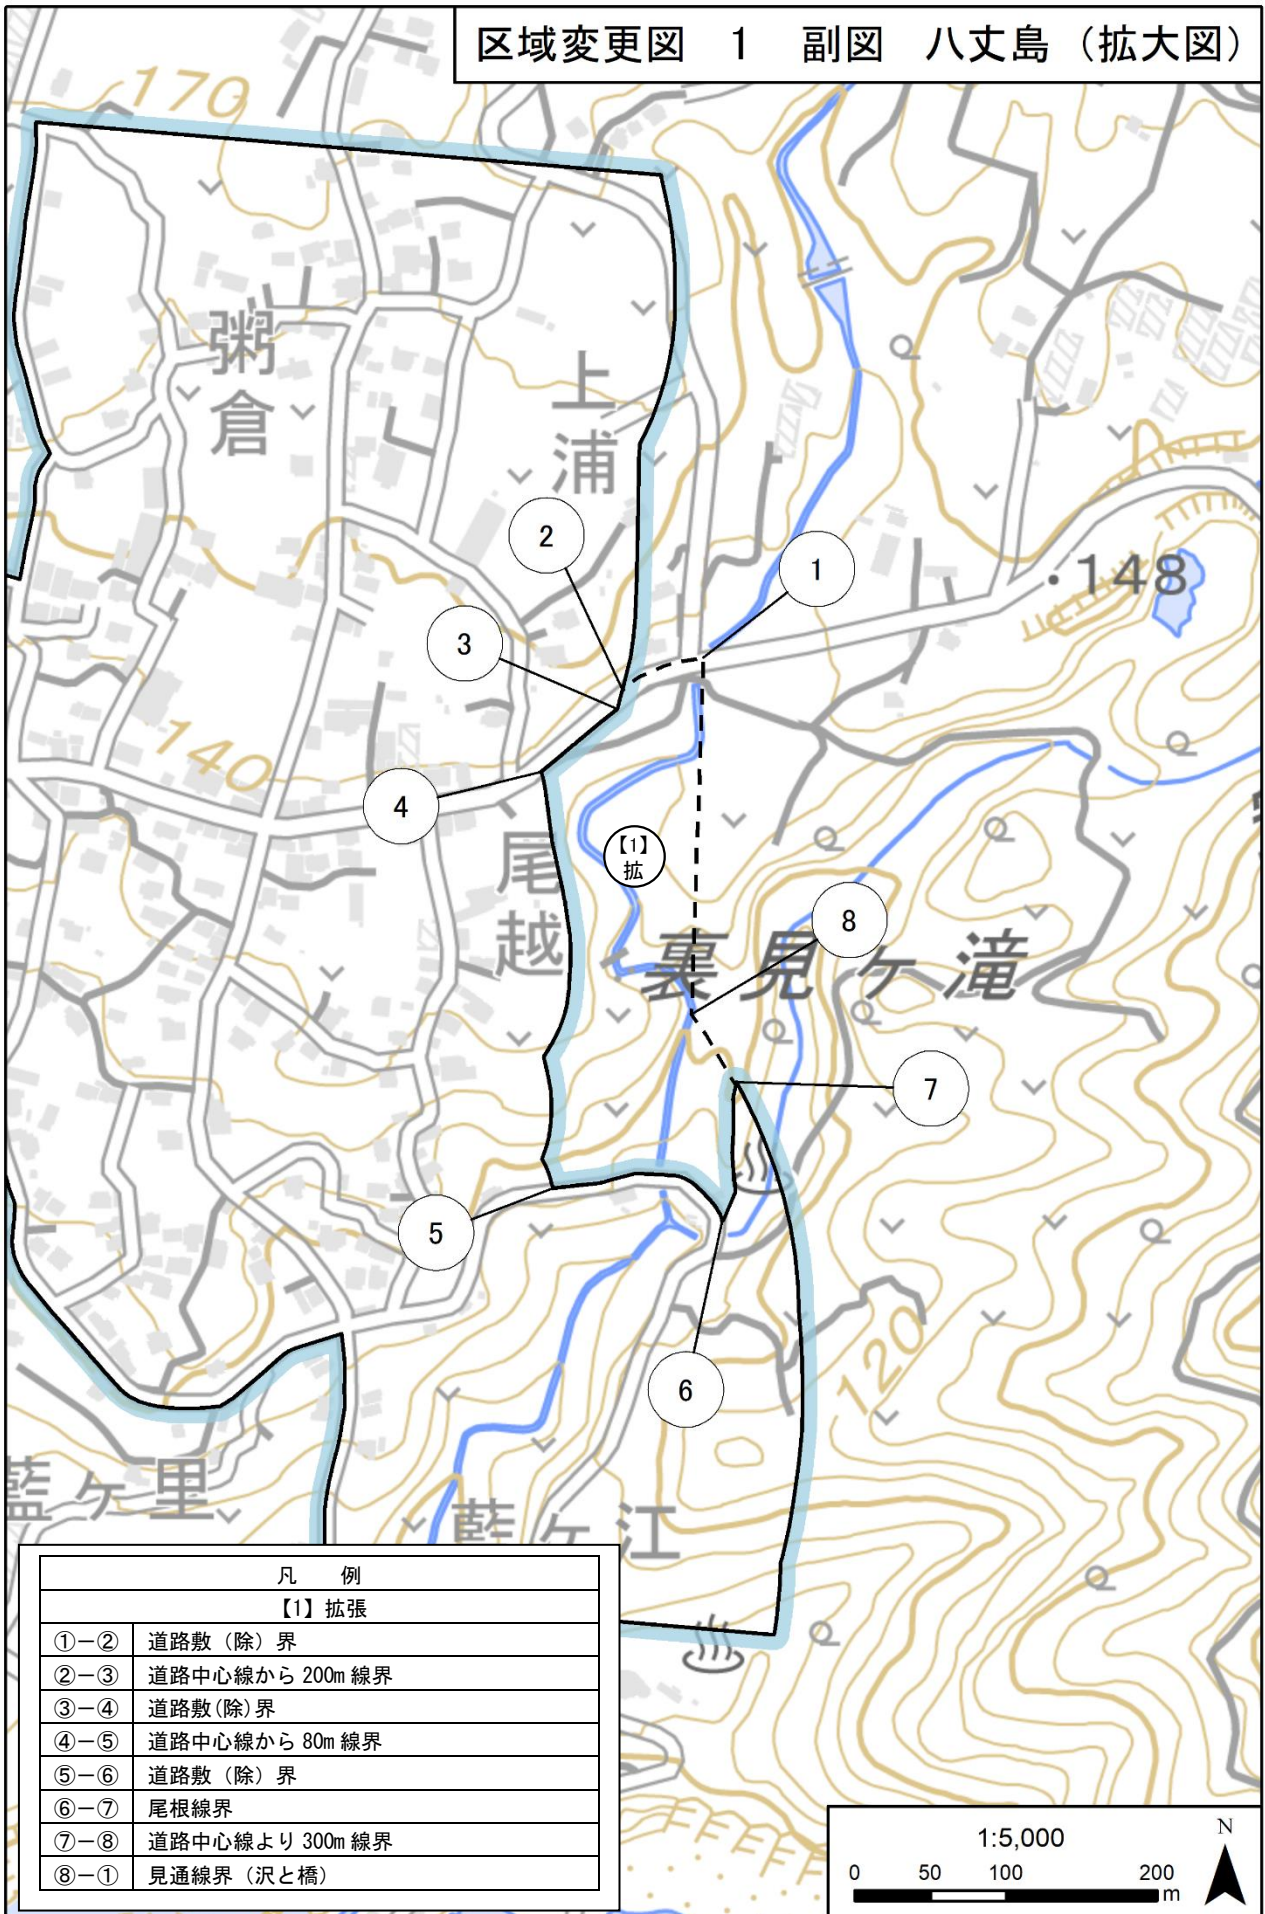 区域変更図　1　副図　八丈島（拡大図）
170
粥倉
上浦
2
1
・148
3
140
4
尾越
【1】
拡
8
裏見ヶ滝
7
5
120
6
藍ヶ里
藍ヶ江
凡　例
【1】拡張
①－② 道路敷（除）界
②－③ 道路中心線から 200m 線界
③－④ 道路敷(除)界
④－⑤ 道路中心線から 80m 線界
⑤－⑥ 道路敷（除）界
⑥－⑦ 尾根線界
⑦－⑧ 道路中心線より 300m 線界
⑧－① 見通線界（沢と橋）
1:5,000
N
0 50 100 200
m